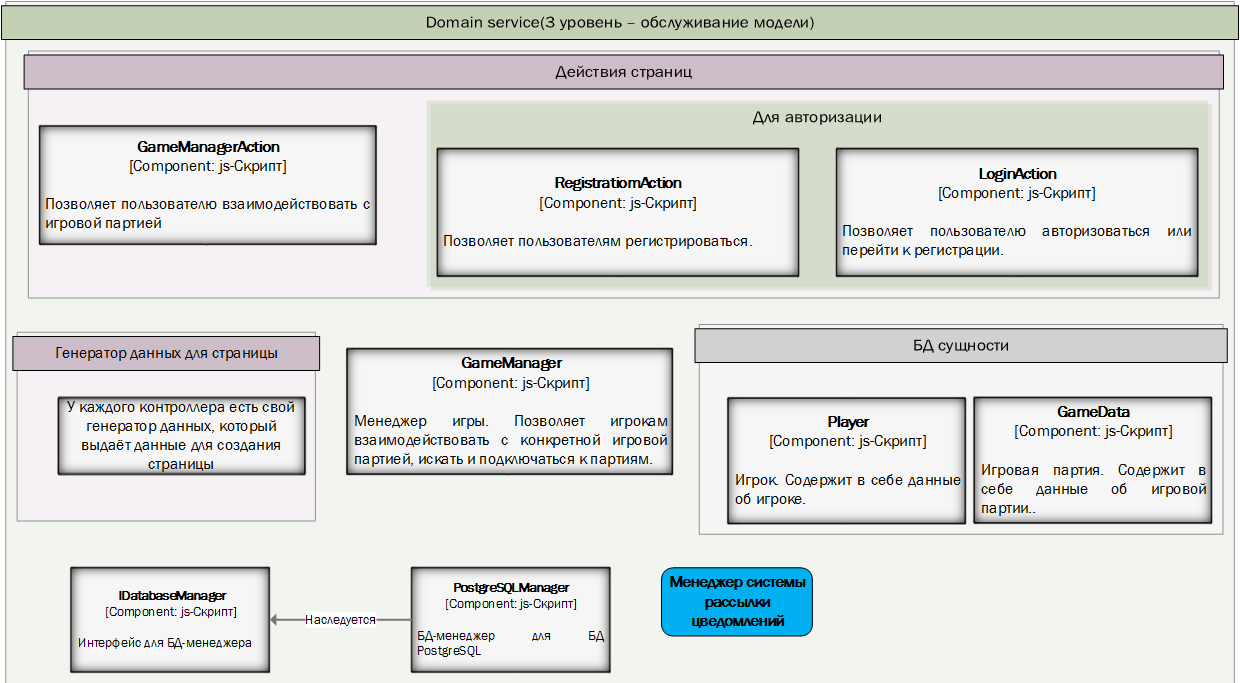 Domain service(3 уровень – обслуживание модели)
Действия страниц
GameManagerAction
[Component: js-Скрипт]
Позволяет пользователю взаимодействовать с
игровой партией
Для авторизации
RegistratiomAction
[Component: js-Скрипт]
Позволяет пользователям регистрироваться.
LoginAction
[Component: js-Скрипт]
Позволяет пользователю авторизоваться или
перейти к регистрации.
Генератор данных для страницы
У каждого контроллера есть свой
генератор данных, который
выдаёт данные для создания
страницы
GameManager
[Component: js-Скрипт]
Менеджер игры. Позволяет игрокам
взаимодействовать с конкретной игровой
партией, искать и подключаться к партиям.
БД сущности
Player
[Component: js-Скрипт]
Игрок. Содержит в себе данные
об игроке.
GameData
[Component: js-Скрипт]
Игровая партия. Содержит в
себе данные об игровой
партии..
IDatabaseManager
[Component: js-Скрипт]
Интерфейс для БД-менеджера
Наследуется
PostgreSQLManager
[Component: js-Скрипт]
БД-менеджер для БД
PostgreSQL
Менеджер системы
рассылки
цведомлений